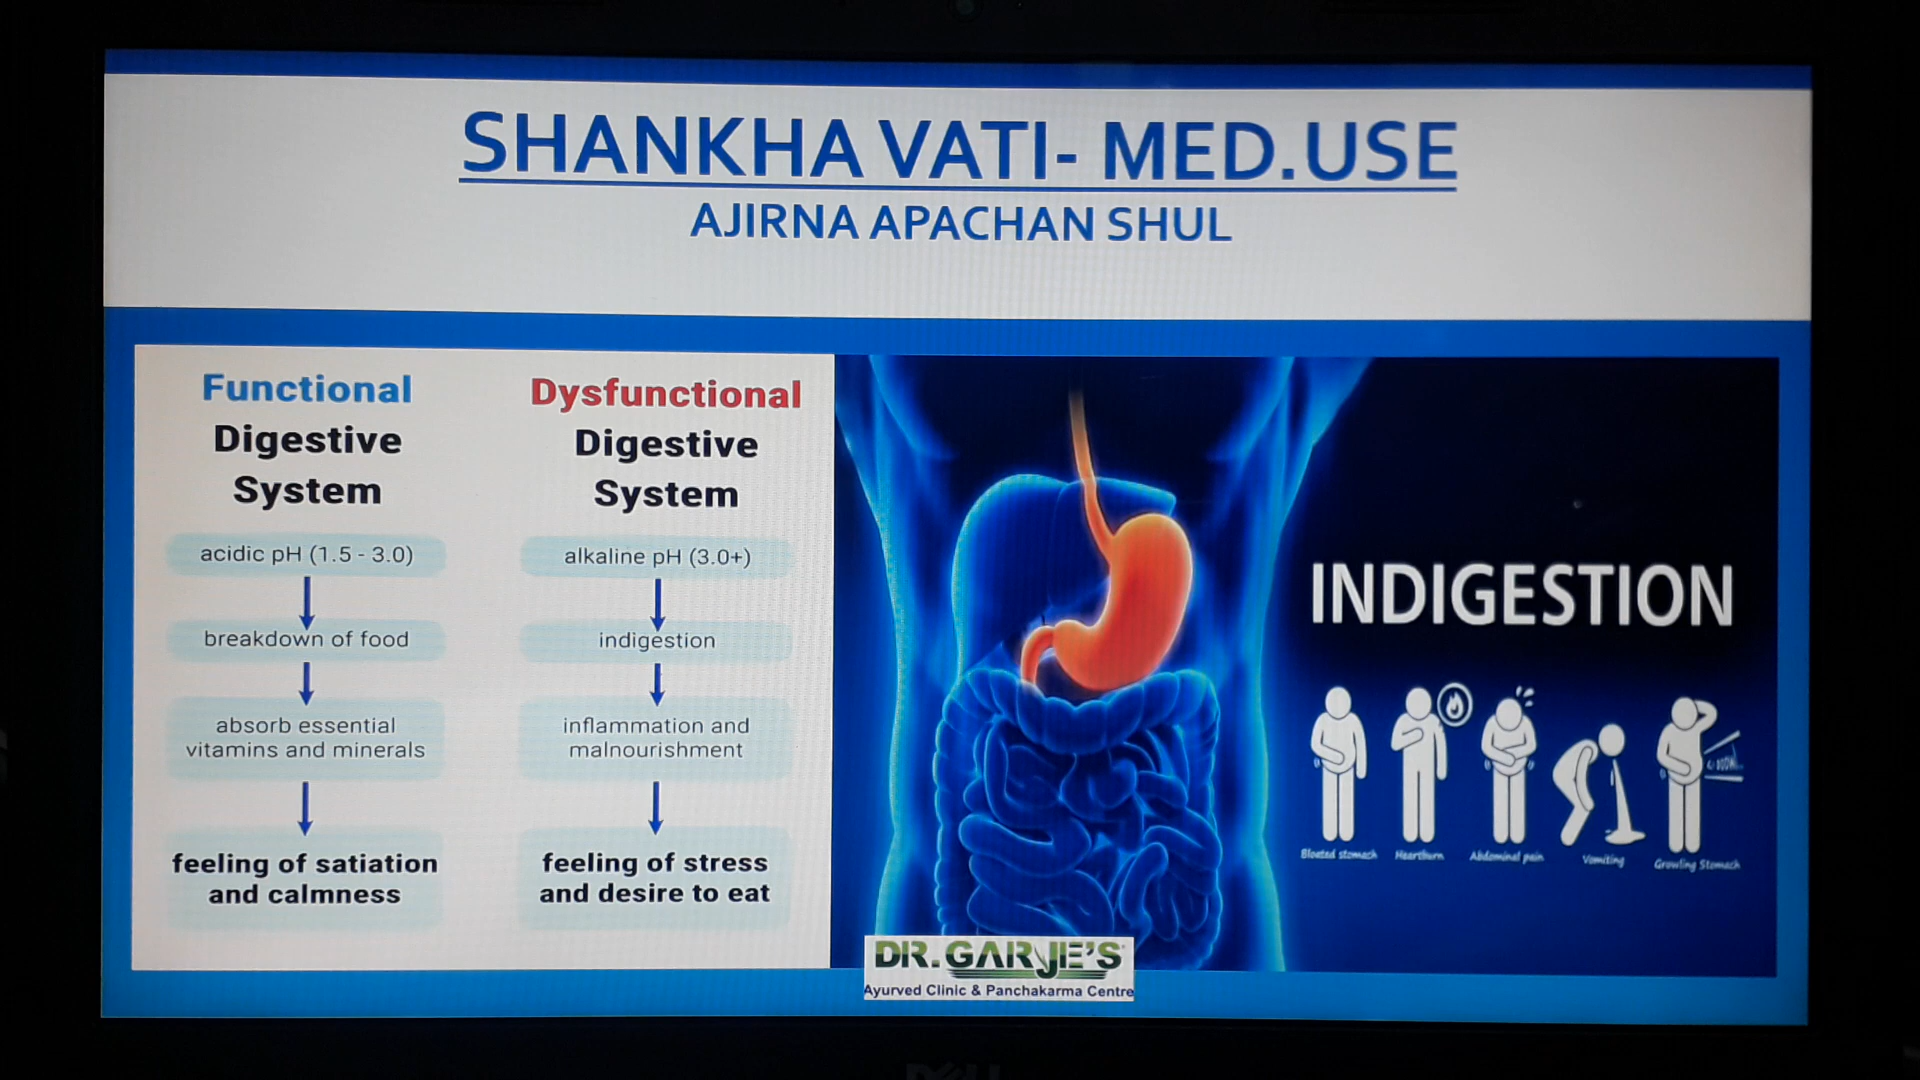 SHANKHA VATI- MED.USE
AJIRNA APACHAN SHUL
Functional
Digestive
System
acidic pH (1.5 - 3.0)
breakdown of food
absorb essential
vitamins and minerals
feeling of satiation
and calmness
Dysfunctional
Digestive
System
alkaline pH (3.0+)
indigestion
inflammation and
malnourishment
feeling of stress
and desire to eat
INDIGESTION
Bloated stomach
Heartburn
Abdominal pain
Vomiting
Growling Stomach
DR.GARJE'S
Ayurved Clinic & Panchakarma Centre